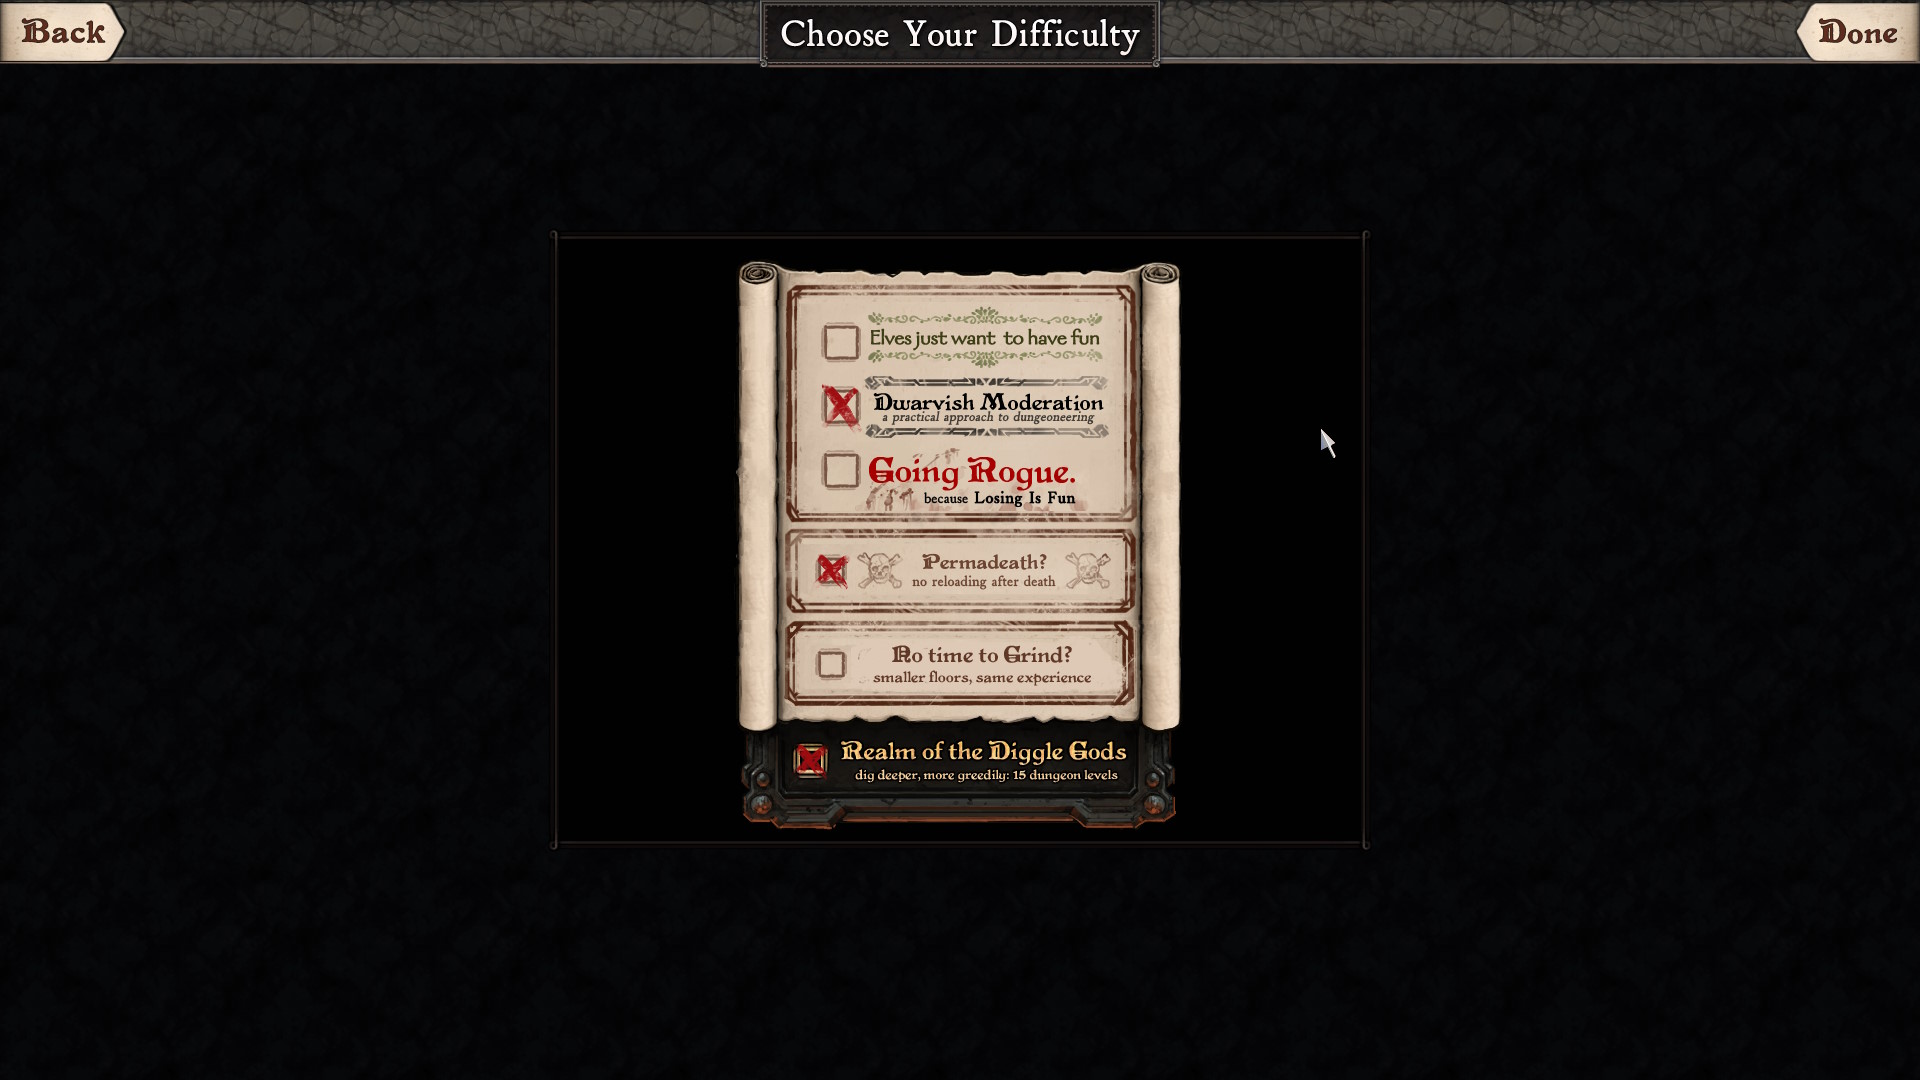 Back
Choose Your Difficulty
Done
Elves just want to have fun
Dwarvish Moderation
a practical approach to dungeoneering
Going Rogue.
because Losing Is Fun
Permadeath?
no reloading after death
No time to Grind?
smaller floors, same experience
Realm of the Diggle Gods
dig deeper, more greedily: 15 dungeon levels